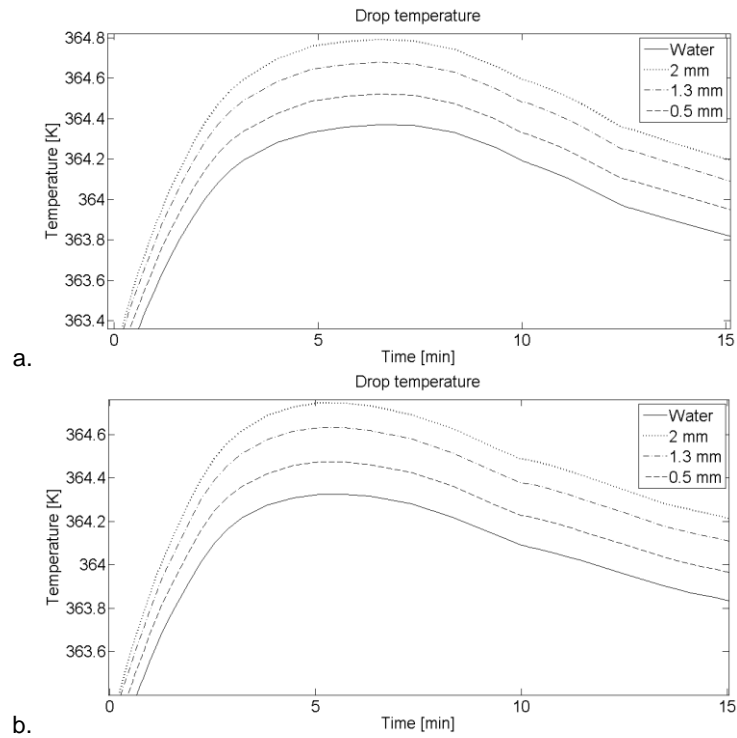 Drop temperature
364.8
364.6
364.4
364.2
364
363.8
363.6
363.4
Temperature [K]
Water
2 mm
1.3 mm
0.5 mm
0
5
10
15
Time [min]
a.
Drop temperature
364.6
364.4
364.2
364
363.8
363.6
Temperature [K]
Water
2 mm
1.3 mm
0.5 mm
0
5
10
15
Time [min]
b.